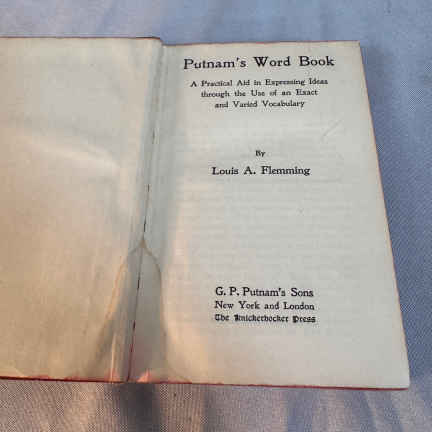 Putnam's Word Book
A Practical Aid in Expressing Ideas
through the Use of an Exact
and Varied Vocabulary
By
Louis A. Flemming
G. P. Putnam's Sons
New York and London
The Knickerbocker Press